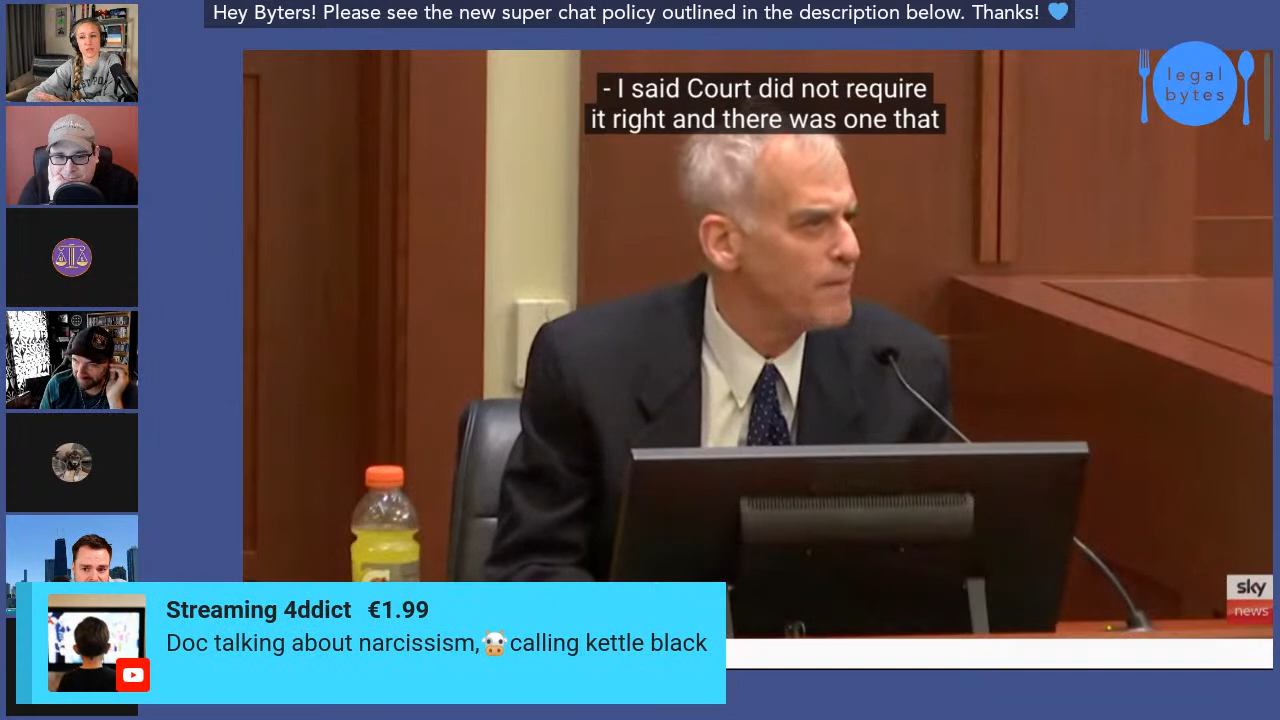 Hey Byters! Please see the new super chat policy outlined in the description below. Thanks! 💙
legal
bytes
- I said Court did not require
it right and there was one that
sky
news
Streaming 4ddict €1.99
Doc talking about narcissism,🐮calling kettle black